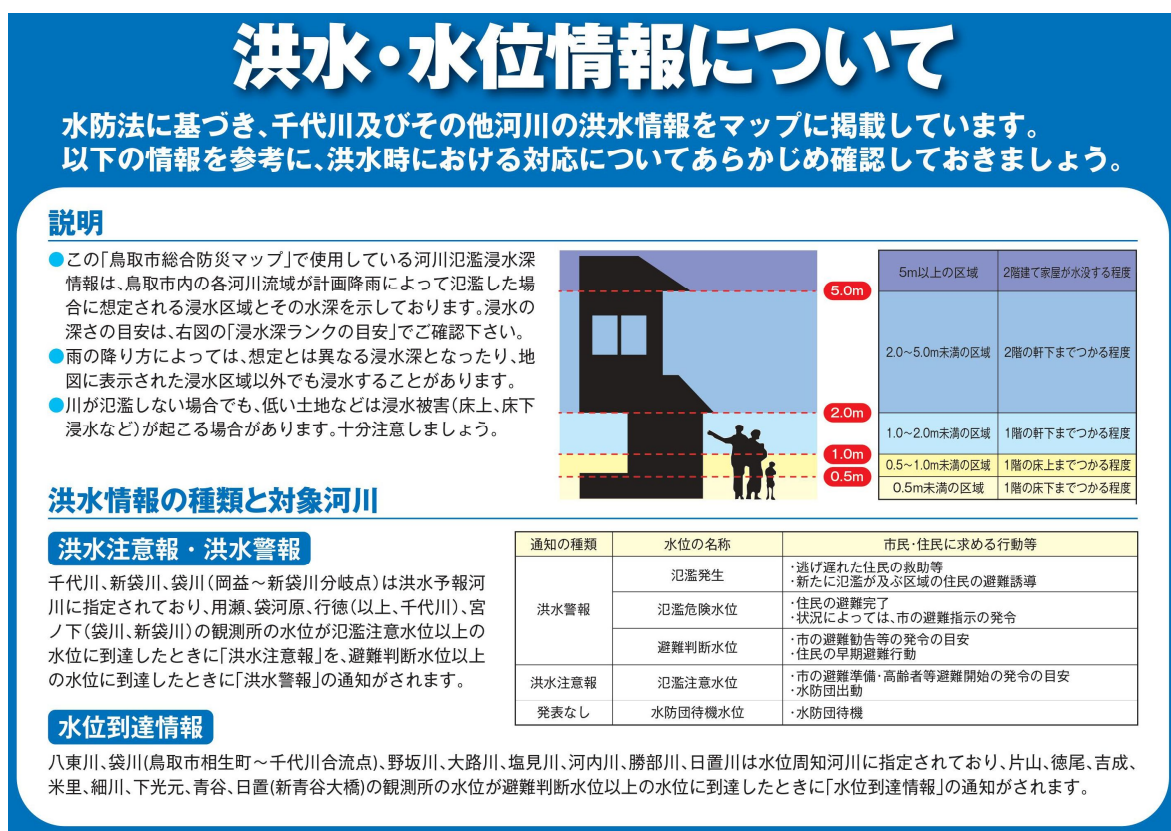 洪水・水位情報について
水防法に基づき、千代川及びその他河川の洪水情報をマップに掲載しています。
以下の情報を参考に、洪水時における対応についてあらかじめ確認しておきましょう。
説明
●この「鳥取市総合防災マップ」で使用している河川氾濫浸水深
情報は、鳥取市内の各河川流域が計画降雨によって氾濫した場
合に想定される浸水区域とその水深を示しております。浸水の
深さの目安は、右図の「浸水深ランクの目安」でご確認下さい。
●雨の降り方によっては、想定とは異なる浸水深となったり、地
図に表示された浸水区域以外でも浸水することがあります。
●川が氾濫しない場合でも、低い土地などは浸水被害(床上、床下
浸水など)が起こる場合があります。十分注意しましょう。
5.0m
2.0m
1.0m
0.5m
5m以上の区域 2階建て家屋が水没する程度
2.0～5.0m未満の区域 2階の軒下までつかる程度
1.0～2.0m未満の区域 1階の軒下までつかる程度
0.5～1.0m未満の区域 1階の床上までつかる程度
0.5m未満の区域 1階の床下までつかる程度
洪水情報の種類と対象河川
洪水注意報・洪水警報
千代川、新袋川、袋川(岡益～新袋川分岐点)は洪水予報河
川に指定されており、用瀬、袋河原、行徳(以上、千代川)、宮
ノ下(袋川、新袋川)の観測所の水位が氾濫注意水位以上の
水位に到達したときに「洪水注意報」を、避難判断水位以上
の水位に到達したときに「洪水警報」の通知がされます。
通知の種類 水位の名称 市民・住民に求める行動等
洪水警報
氾濫発生
・逃げ遅れた住民の救助等
・新たに氾濫が及ぶ区域の住民の避難誘導
氾濫危険水位
・住民の避難完了
・状況によっては、市の避難指示の発令
避難判断水位
・市の避難勧告等の発令の目安
・住民の早期避難行動
洪水注意報 氾濫注意水位
・市の避難準備・高齢者等避難開始の発令の目安
・水防団出動
発表なし 水防団待機水位 ・水防団待機
水位到達情報
八東川、袋川(鳥取市相生町～千代川合流点)、野坂川、大路川、塩見川、河内川、勝部川、日置川は水位周知河川に指定されており、片山、徳尾、吉成、
米里、細川、下光元、青谷、日置(新青谷大橋)の観測所の水位が避難判断水位以上の水位に到達したときに「水位到達情報」の通知がされます。